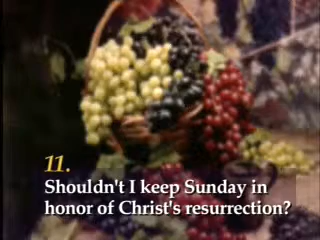 11.
Shouldn't I keep Sunday in
honor of Christ's resurrection?